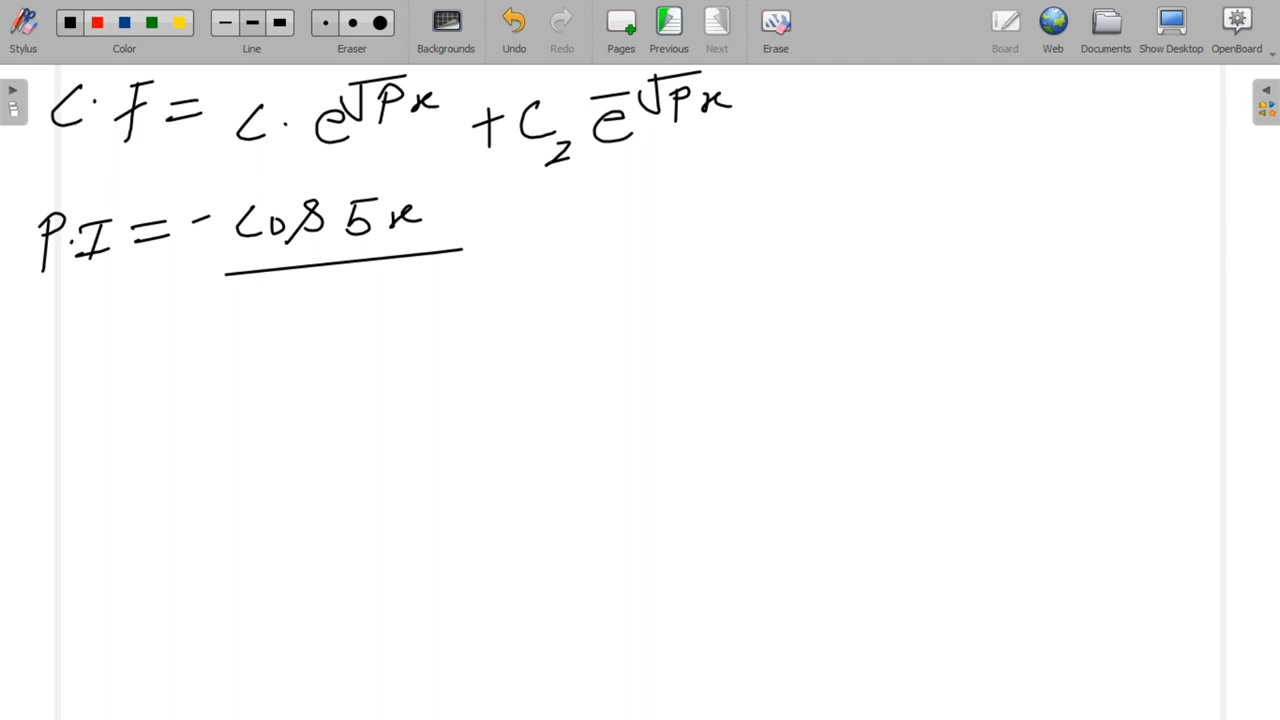 Stylus Color Line Eraser Backgrounds Undo Redo Pages Previous Next Erase Board Web Documents Show Desktop OpenBoard
C.F = C. e^{√P x} + C₂ e^{-√P x}
P.I = - Cos 5x